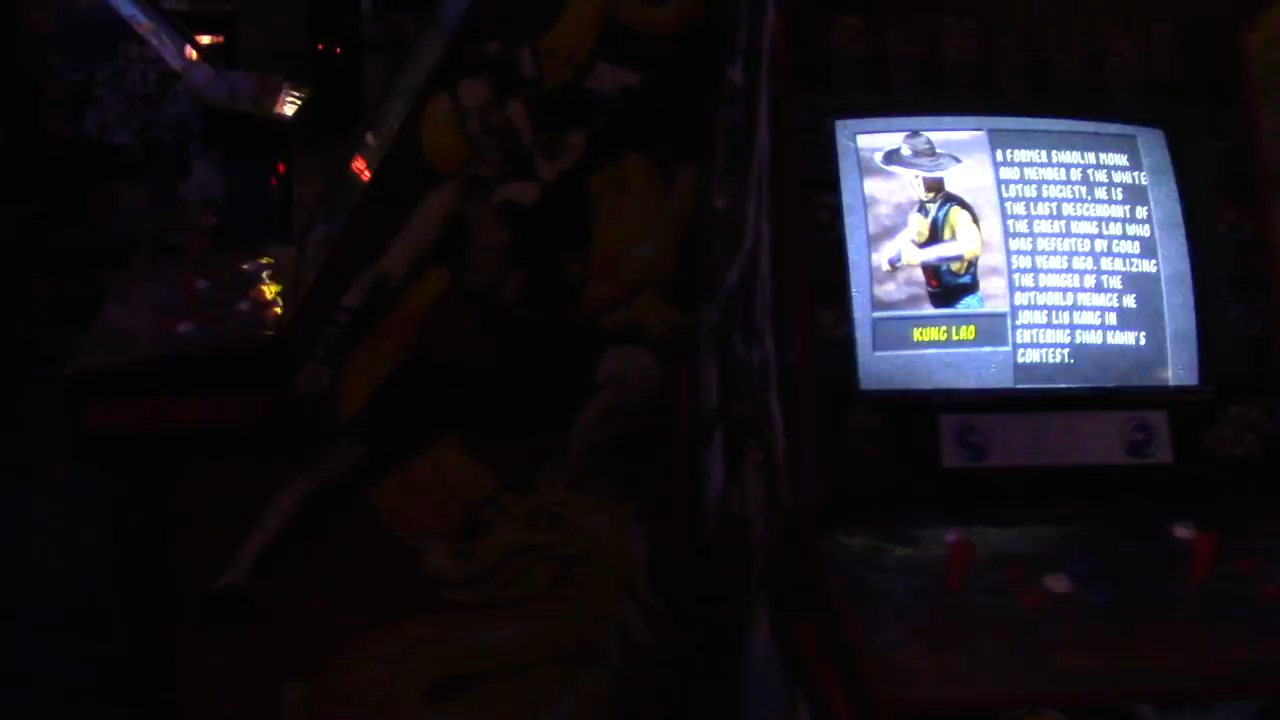 A FORMER SHAOLIN MONK
AND MEMBER OF THE WHITE
LOTUS SOCIETY, HE IS
THE LAST DESCENDANT OF
THE GREAT KUNG LAO WHO
WAS DEFEATED BY GORO
500 YEARS AGO. REALIZING
THE DANGER OF THE
OUTWORLD MENACE HE
JOINS LIU KANG IN
ENTERING SHAO KAHN'S
CONTEST.
KUNG LAO